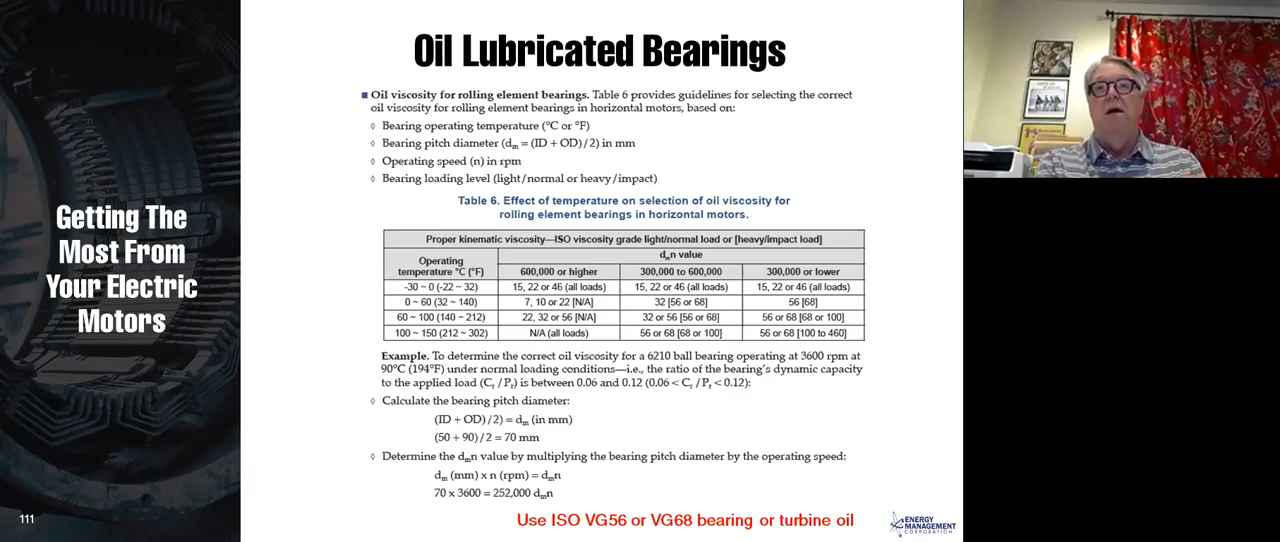 Getting The
Most From
Your Electric
Motors
111
Oil Lubricated Bearings
■ Oil viscosity for rolling element bearings. Table 6 provides guidelines for selecting the correct
oil viscosity for rolling element bearings in horizontal motors, based on:
◊ Bearing operating temperature (°C or °F)
◊ Bearing pitch diameter (dm = (ID + OD)/2) in mm
◊ Operating speed (n) in rpm
◊ Bearing loading level (light/normal or heavy/impact)
Table 6. Effect of temperature on selection of oil viscosity for
rolling element bearings in horizontal motors.
Proper kinematic viscosity—ISO viscosity grade light/normal load or [heavy/impact load]
Operating
temperature °C (°F)
dmn value
600,000 or higher 300,000 to 600,000 300,000 or lower
-30 ~ 0 (-22 ~ 32) 15, 22 or 46 (all loads) 15, 22 or 46 (all loads) 15, 22 or 46 (all loads)
0 ~ 60 (32 ~ 140) 7, 10 or 22 [N/A] 32 [56 or 68] 56 [68]
60 ~ 100 (140 ~ 212) 22, 32 or 56 [N/A] 32 or 56 [56 or 68] 56 or 68 [68 or 100]
100 ~ 150 (212 ~ 302) N/A (all loads) 56 or 68 [68 or 100] 56 or 68 [100 to 460]
Example. To determine the correct oil viscosity for a 6210 ball bearing operating at 3600 rpm at
90°C (194°F) under normal loading conditions—i.e., the ratio of the bearing's dynamic capacity
to the applied load (Cr/Pr) is between 0.06 and 0.12 (0.06 < Cr/Pr < 0.12):
◊ Calculate the bearing pitch diameter:
(ID + OD)/2) = dm (in mm)
(50 + 90)/2 = 70 mm
◊ Determine the dmn value by multiplying the bearing pitch diameter by the operating speed:
dm (mm) x n (rpm) = dmn
70 x 3600 = 252,000 dmn
Use ISO VG56 or VG68 bearing or turbine oil
ENERGY
MANAGEMENT
CORPORATION